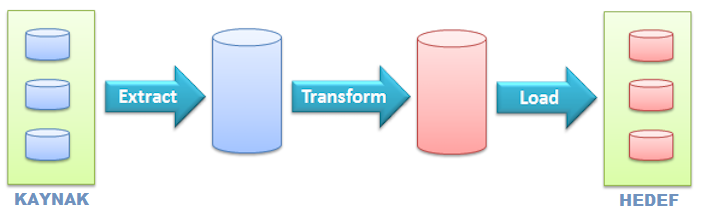 Extract
Transform
Load
KAYNAK
HEDEF